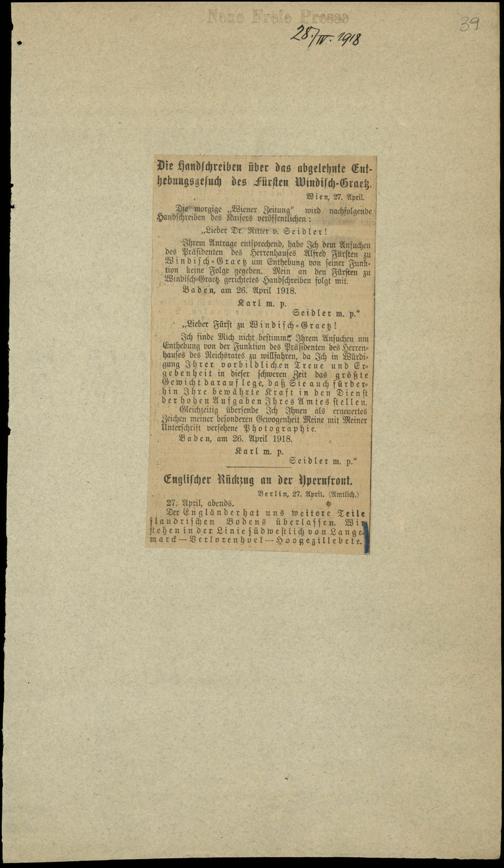 Neue Freie Presse
39
28/IV. 1918
Die Handschreiben über das abgelehnte Ent-
hebungsgesuch des Fürsten Windisch-Graetz.
Wien, 27. April.
Die morgige „Wiener Zeitung" wird nachfolgende
Handschreiben des Kaisers veröffentlichen:
„Lieber Dr. Ritter v. Seidler!
Ihrem Antrage entsprechend, habe Ich dem Ansuchen
des Präsidenten des Herrenhauses Alfred Fürsten zu
Windisch-Graetz um Enthebung von seiner Funk-
tion keine Folge gegeben. Mein an den Fürsten zu
Windisch-Graetz gerichtetes Handschreiben folgt mit.
Baden, am 26. April 1918.
Karl m. p.
Seidler m. p."
„Lieber Fürst zu Windisch-Graetz!
Ich finde Mich nicht bestimmt, Ihrem Ansuchen um
Enthebung von der Funktion des Präsidenten des Herren-
hauses des Reichsrates zu willfahren, da Ich in Würdi-
gung Ihrer vorbildlichen Treue und Er-
gebenheit in dieser schweren Zeit das größte
Gewicht darauf lege, daß Sie auch fürder-
hin Ihre bewährte Kraft in den Dienst
der hohen Aufgaben Ihres Amtes stellen.
Gleichzeitig übersende Ich Ihnen als erneuertes
Zeichen meiner besonderen Gewogenheit Meine mit Meiner
Unterschrift versehene Photographie.
Baden, am 26. April 1918.
Karl m. p.
Seidler m. p."
Englischer Rückzug an der Ypernfront.
Berlin, 27. April. (Amtlich.)
27. April, abends.
Der Engländer hat uns weitere Teile
flandrischen Bodens überlassen. Wir
stehen in der Linie südwestlich von Lange-
marck—Verlorenhoek—Hoogezillebeke.